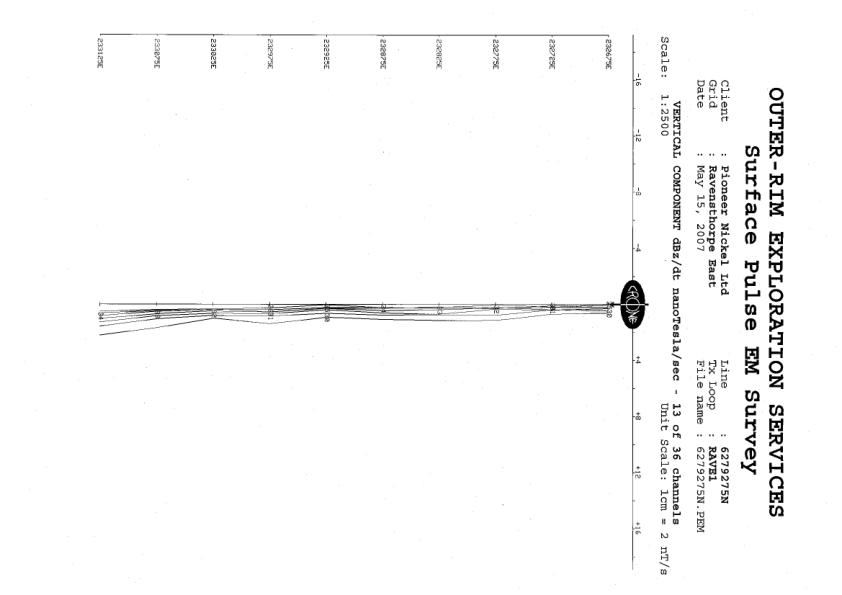 OUTER-RIM EXPLORATION SERVICES
Surface Pulse EM Survey
Client : Pioneer Nickel Ltd Line : 6279275N
Grid : Ravensthorpe East Tx Loop : RAVE1
Date : May 15, 2007 File name : 6279275N.PEM
VERTICAL COMPONENT dBz/dt nanoTesla/sec - 13 of 36 channels
Scale: 1:2500 Unit Scale: 1cm = 2 nT/s
-16 -12 -8 -4 +4 +8 +12 +16
CRONE
232675E
232725E
232775E
232825E
232875E
232925E
232975E
233025E
233075E
233125E